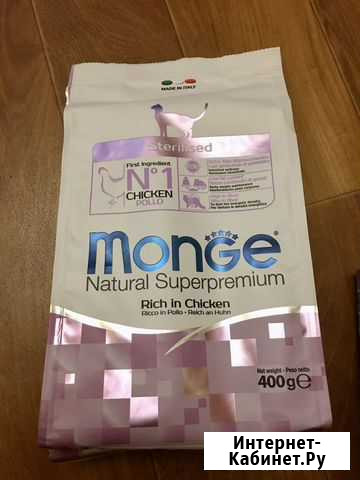 MADE IN ITALY
Sterilised
First Ingredient
N°1
CHICKEN
POLLO
MONGE
Natural Superpremium
Rich in Chicken
Ricco in Pollo - Reich an Huhn
Net weight - Peso netto
400g℮
Интернет-
Кабинет.Ру